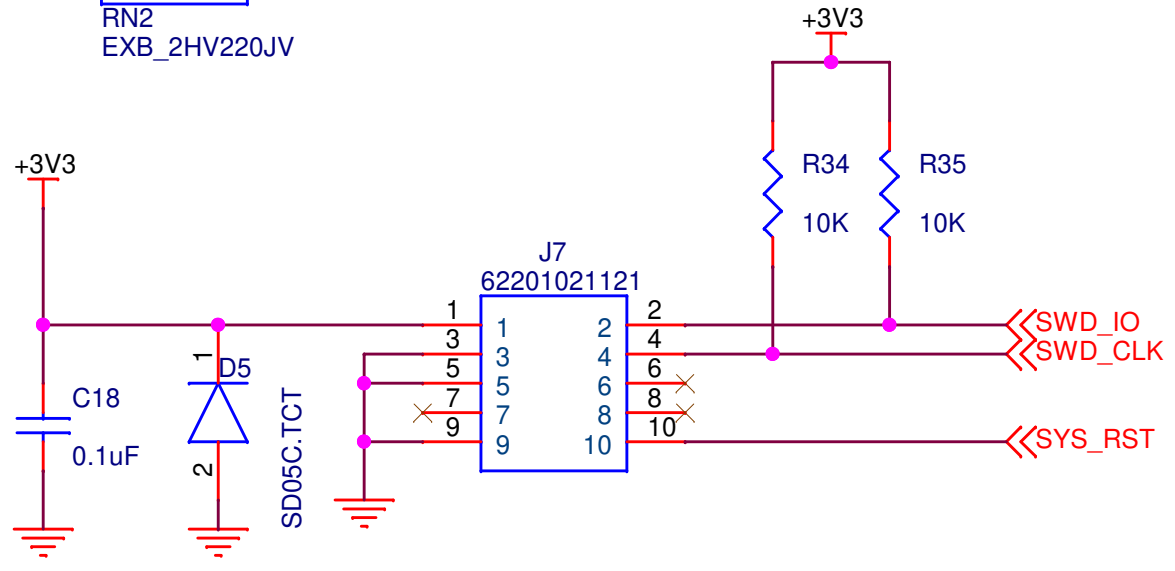 RN2
EXB_2HV220JV
+3V3
+3V3
R34
R35
10K
10K
J7
62201021121
1 1 2 2 SWD_IO
3 3 4 4 SWD_CLK
5 5 6 6
7 7 8 8
9 9 10 10 SYS_RST
C18
0.1uF
1
D5
2
SD05C.TCT